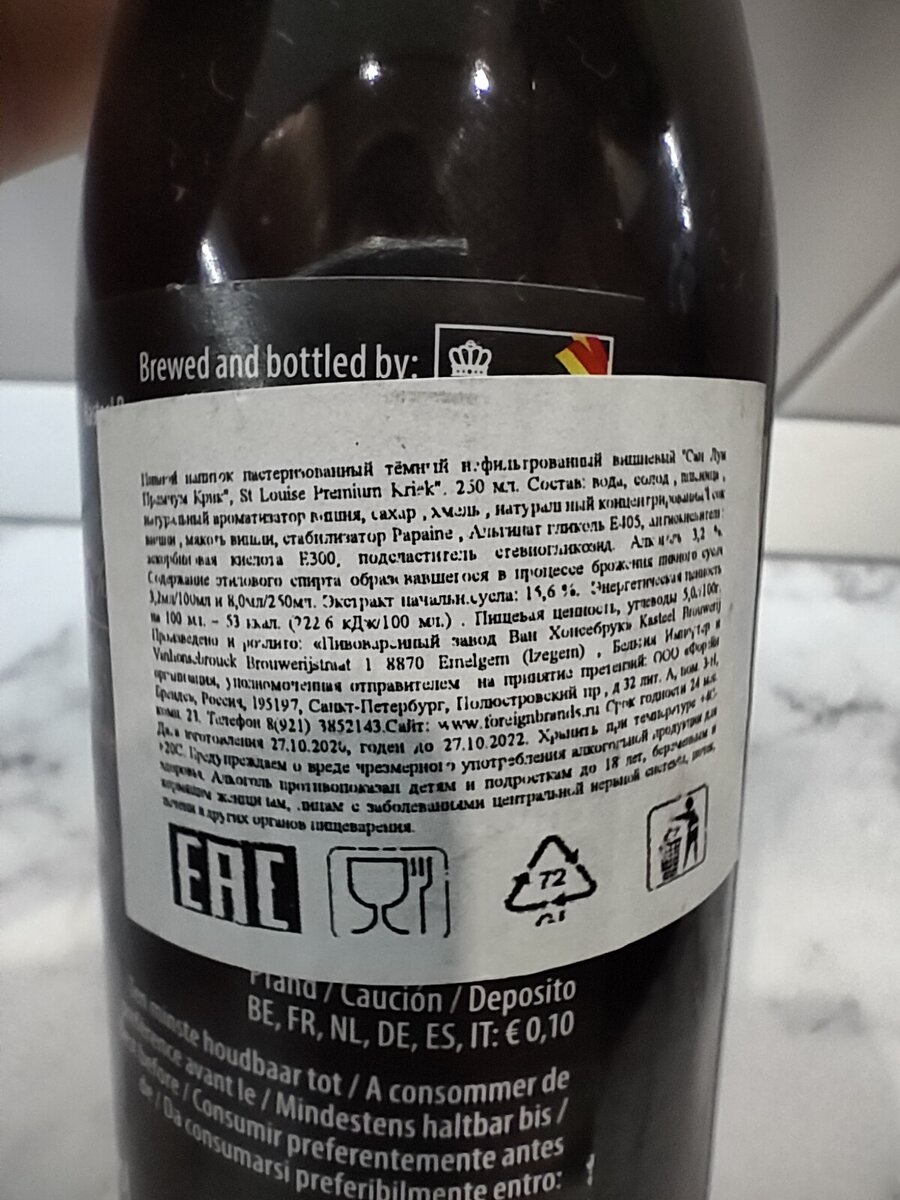 Brewed and bottled by:
напиток пастеризованный тёмный нефильтрованный вишнёвый "Сан Луи
Премиум Крик", St Louise Premium Kriek". 250 мл. Состав: вода, солод , пшеница ,
натуральный ароматизатор вишня, сахар , хмель , натуральный концентрированный сок
вишни , мякоть вишни, стабилизатор Papaine , Альгинат гликоль Е405, антиокислитель:
аскорбиновая кислота Е300, подсластитель стевиогликозид. Алкоголь 3,2 %
Содержание этилового спирта образовавшегося в процессе брожения пивного сусла
3,2мл/100мл и 8,0мл/250мл. Экстракт начальн.сусла: 15,6 %. Энергетическая ценность
на 100 мл. – 53 ккал. (222 6 кДж/100 мл.) . Пищевая ценность, углеводы 5,0
Произведено и розлито: «Пивоваренный завод Ван Хонсебрук» Kasteel Brouwerij
Vanhonsebrouck Brouwerijstraat 1 8870 Emelgem (Izegem) , Бельгия Импортер и
организация, уполномоченная отправителем на принятие претензий: ООО «Форейн
Брендс», Россия, 195197, Санкт-Петербург, Полюстровский пр , д 32 лит. А, пом. 3-Н,
комн. 21. Телефон 8(921) 3852143.Сайт: www.foreignbrands.ru Срок годности 24 м.
Дата изготовления 27.10.2020, годен до 27.10.2022. Хранить при температуре +4С-
+20С. Предупреждаем о вреде чрезмерного употребления алкогольной продукции для
здоровья. Алкоголь противопоказан детям и подросткам до 18 лет, беременным и
кормящим женщинам, лицам с заболеваниями центральной нервной системы, почек,
печени и других органов пищеварения.
EAC
72
Pfand / Caución / Deposito
BE, FR, NL, DE, ES, IT: € 0,10
Ten minste houdbaar tot / A consommer de
préférence avant le / Mindestens haltbar bis /
before / Consumir preferentemente antes
de / Da consumarsi preferibilmente entro: